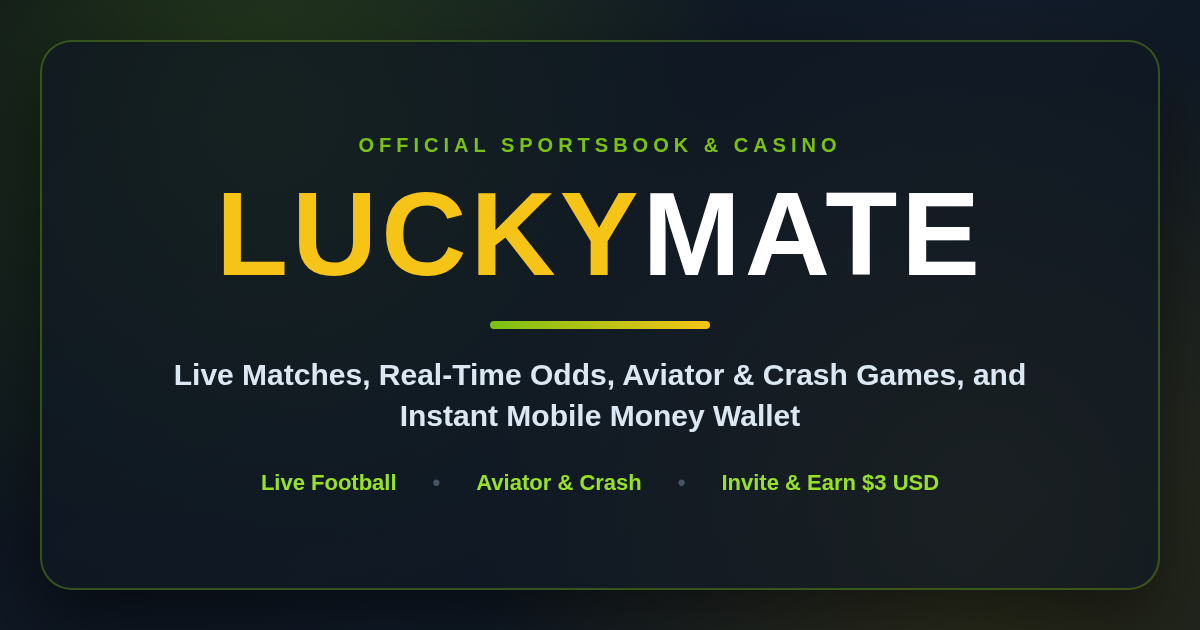 OFFICIAL SPORTSBOOK & CASINO
LUCKYMATE
Live Matches, Real-Time Odds, Aviator & Crash Games, and
Instant Mobile Money Wallet
Live Football • Aviator & Crash • Invite & Earn $3 USD